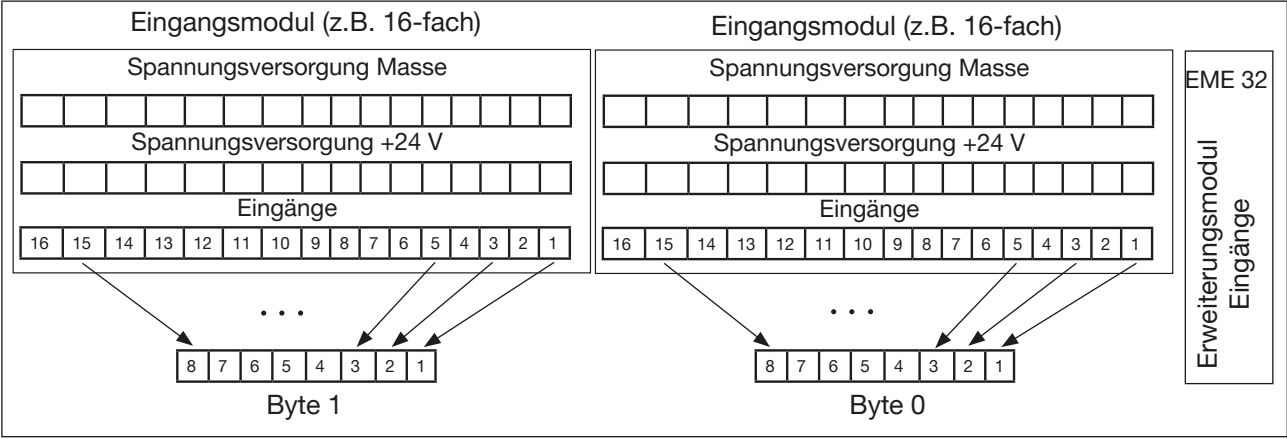 Eingangsmodul (z.B. 16-fach)
Spannungsversorgung Masse
Spannungsversorgung +24 V
Eingänge
16 15 14 13 12 11 10 9 8 7 6 5 4 3 2 1
...
8 7 6 5 4 3 2 1
Byte 1
Eingangsmodul (z.B. 16-fach)
Spannungsversorgung Masse
Spannungsversorgung +24 V
Eingänge
16 15 14 13 12 11 10 9 8 7 6 5 4 3 2 1
...
8 7 6 5 4 3 2 1
Byte 0
EME 32
Erweiterungsmodul
Eingänge